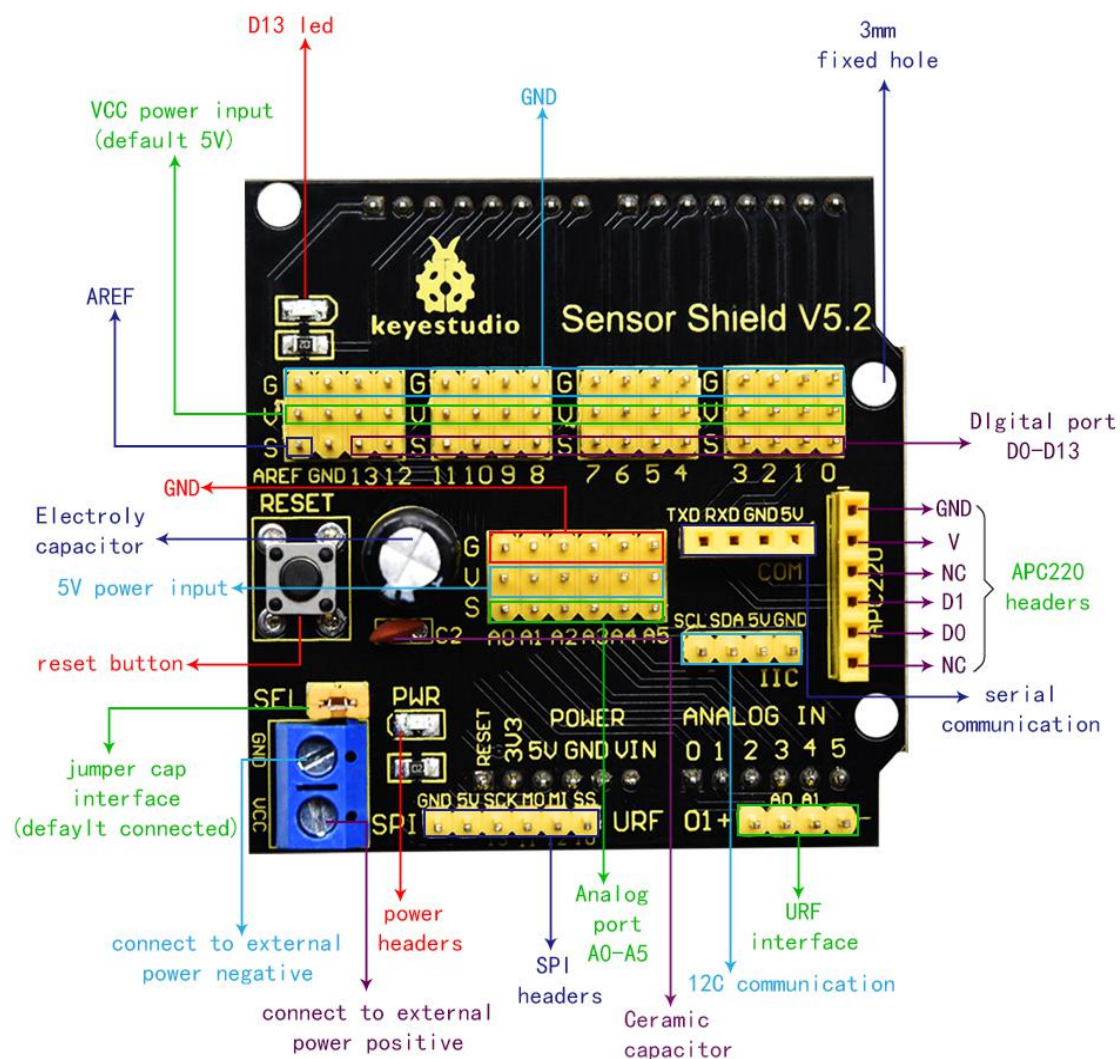 D13 led
3mm
fixed hole
GND
VCC power input
(default 5V)
AREF
keyestudio
Sensor Shield V5.2
G G G G
V V V V
S S S S
AREF GND 13 12 11 10 9 8 7 6 5 4 3 2 1 0
DIgital port
D0-D13
GND
RESET
Electroly
capacitor
5V power input
G
V
S
A0 A1 A2 A3 A4 A5
C2
TXD RXD GND 5V
COM
SCL SDA 5V GND
IIC
APC220
GND
V
NC
D1
D0
NC
APC220
headers
reset button
serial
communication
SEL
GND
VCC
PWR
RESET
3V3
POWER
5V GND VIN
ANALOG IN
0 1 2 3 4 5
jumper cap
interface
(defaylt connected)
GND 5V SCK MO MI SS
SPI
URF 01+
A0 A1
-
power
headers
Analog
port
A0-A5
URF
interface
connect to external
power negative
SPI
headers
12C communication
connect to external
power positive
Ceramic
capacitor